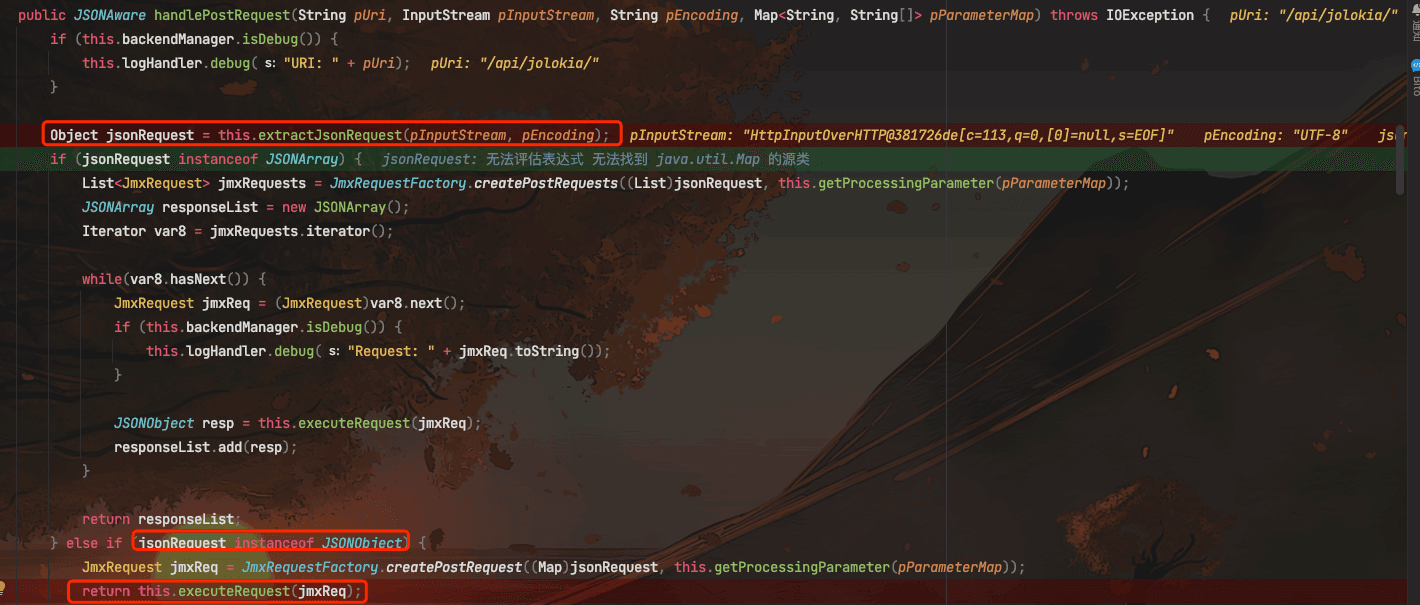 public JSONAware handlePostRequest(String pUri, InputStream pInputStream, String pEncoding, Map<String, String[]> pParameterMap) throws IOException {   pUri: "/api/jolokia/"
if (this.backendManager.isDebug()) {
this.logHandler.debug( s: "URI: " + pUri);   pUri: "/api/jolokia/"
}
Object jsonRequest = this.extractJsonRequest(pInputStream, pEncoding);   pInputStream: "HttpInputOverHTTP@381726de[c=113,q=0,[0]=null,s=EOF]"   pEncoding: "UTF-8"
if (jsonRequest instanceof JSONArray) {   jsonRequest: 无法评估表达式 无法找到 java.util.Map 的源类
List<JmxRequest> jmxRequests = JmxRequestFactory.createPostRequests((List)jsonRequest, this.getProcessingParameter(pParameterMap));
JSONArray responseList = new JSONArray();
Iterator var8 = jmxRequests.iterator();
while(var8.hasNext()) {
JmxRequest jmxReq = (JmxRequest)var8.next();
if (this.backendManager.isDebug()) {
this.logHandler.debug( s: "Request: " + jmxReq.toString());
}
JSONObject resp = this.executeRequest(jmxReq);
responseList.add(resp);
}
return responseList;
} else if (jsonRequest instanceof JSONObject) {
JmxRequest jmxReq = JmxRequestFactory.createPostRequest((Map)jsonRequest, this.getProcessingParameter(pParameterMap));
return this.executeRequest(jmxReq);